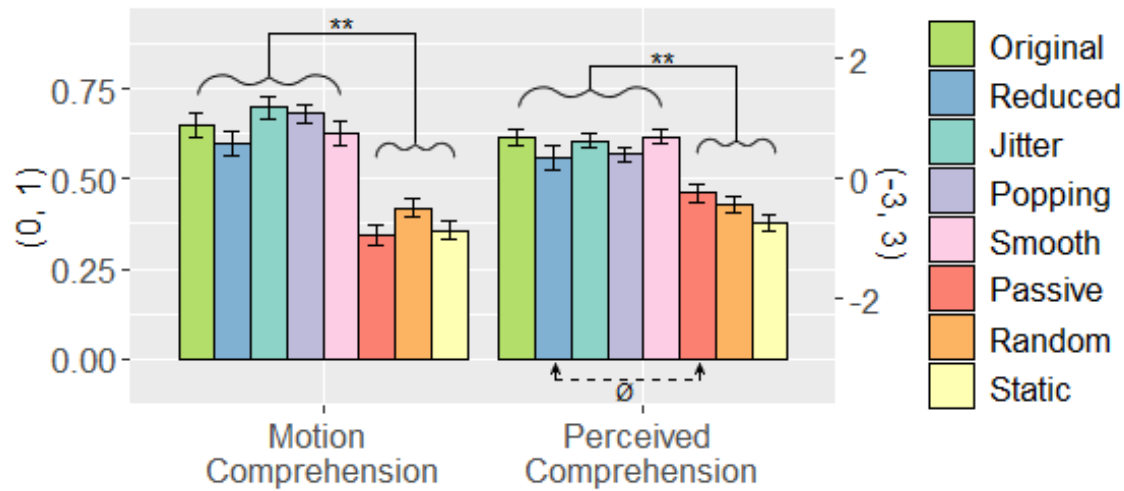 **
**
0.75
0.50
0.25
0.00
(0, 1)
2
0
-2
(-3, 3)
Ø
Motion
Comprehension
Perceived
Comprehension
Original
Reduced
Jitter
Popping
Smooth
Passive
Random
Static